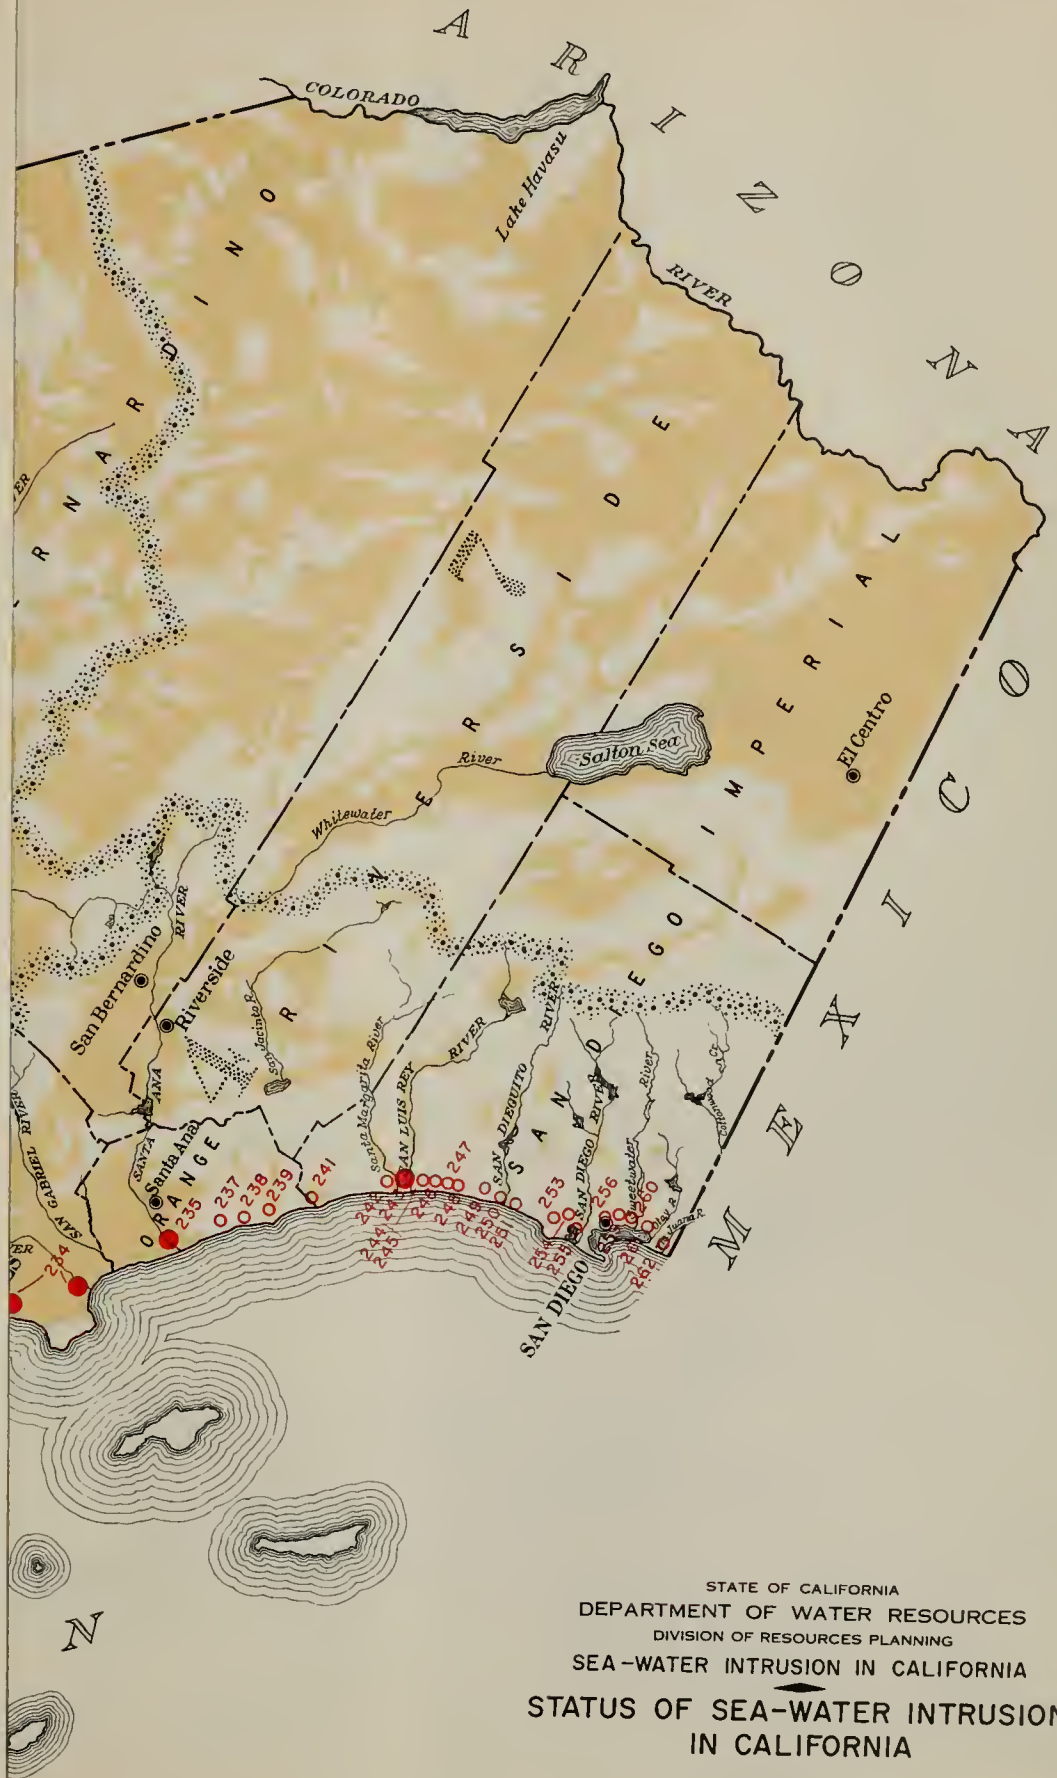 ARIZONA
COLORADO
Lake Havasu
RIVER
RNARDINO
RIVERSIDE
IMPERIAL
Salton Sea
El Centro
River
Whitewater
MEXICO
RIVER
San Bernardino
Riverside
San Jacinto R.
Santa Margarita River
SAN LUIS REY
RIVER
SAN DIEGUITO
RIVER
SAN DIEGO
SAN DIEGO RIVER
Sweetwater
River
Cottonwood Cr.
SANTA
ANA
Santa Ana
ORANGE
SAN GABRIEL RIVER
234
235
237
238
239
241
244
245
247
249
250
251
253
254
255
256
260
262
SAN DIEGO
N
STATE OF CALIFORNIA
DEPARTMENT OF WATER RESOURCES
DIVISION OF RESOURCES PLANNING
SEA-WATER INTRUSION IN CALIFORNIA
STATUS OF SEA-WATER INTRUSION
IN CALIFORNIA